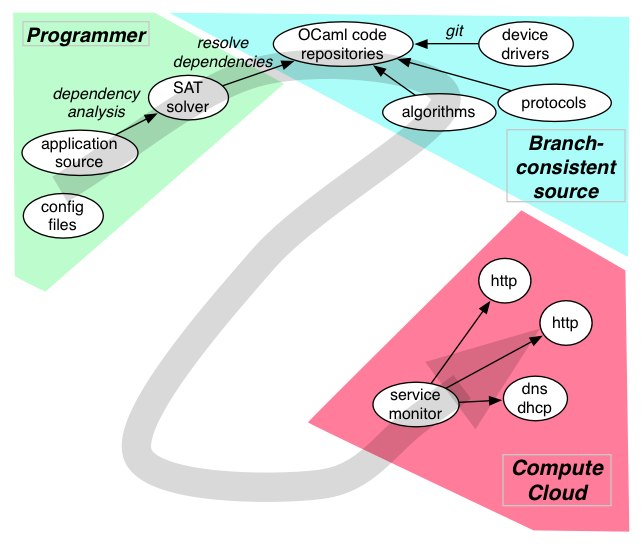 Programmer
resolve
dependencies
OCaml code
repositories
git
device
drivers
dependency
analysis
SAT
solver
algorithms
protocols
application
source
Branch-
consistent
source
config
files
http
http
service
monitor
dns
dhcp
Compute
Cloud